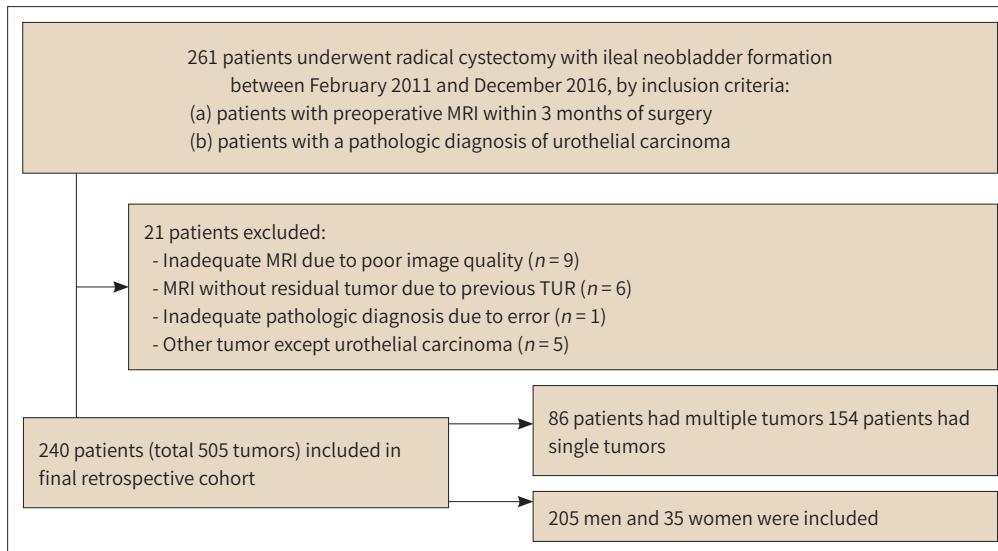 261 patients underwent radical cystectomy with ileal neobladder formation
between February 2011 and December 2016, by inclusion criteria:
(a) patients with preoperative MRI within 3 months of surgery
(b) patients with a pathologic diagnosis of urothelial carcinoma
21 patients excluded:
- Inadequate MRI due to poor image quality (n = 9)
- MRI without residual tumor due to previous TUR (n = 6)
- Inadequate pathologic diagnosis due to error (n = 1)
- Other tumor except urothelial carcinoma (n = 5)
86 patients had multiple tumors 154 patients had
single tumors
240 patients (total 505 tumors) included in
final retrospective cohort
205 men and 35 women were included